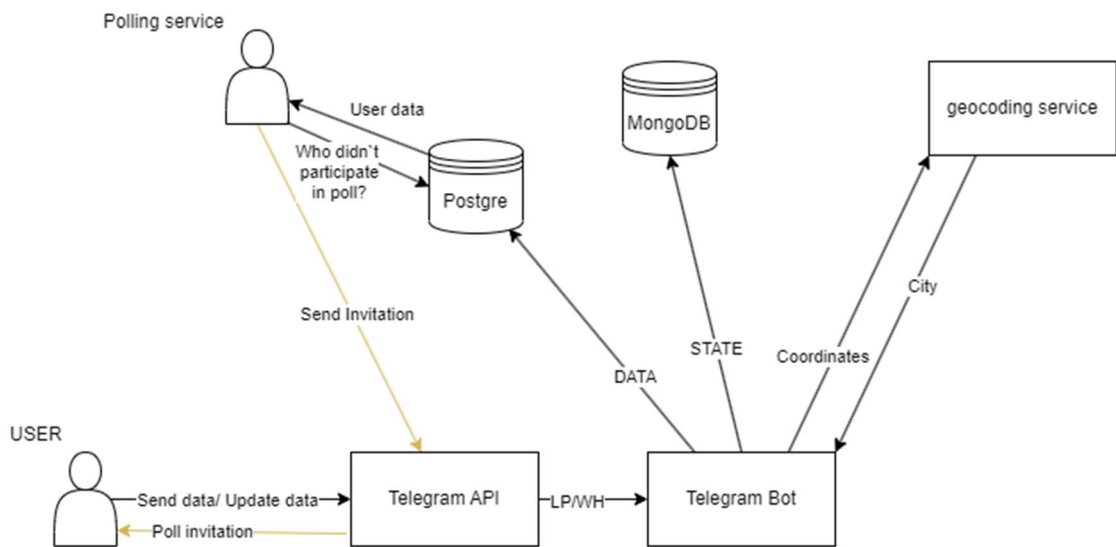 Polling service
User data
Who didn`t
participate
in poll?
Postgre
MongoDB
geocoding service
City
Send Invitation
STATE
Coordinates
DATA
USER
Send data/ Update data
Telegram API
LP/WH
Telegram Bot
Poll invitation